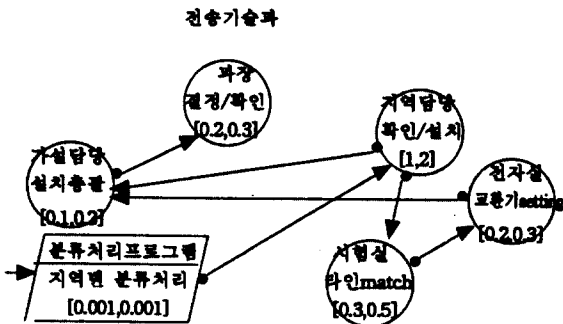 전송기술과
과장
결정/확인
[0.2,0.3]
지역담당
확인/설치
[1,2]
가설담당
설치총괄
[0.1,0.2]
전자실
교환기setting
[0.2,0.3]
분류처리프로그램
지역별 분류처리
[0.001,0.001]
시험실
라인match
[0.3,0.5]